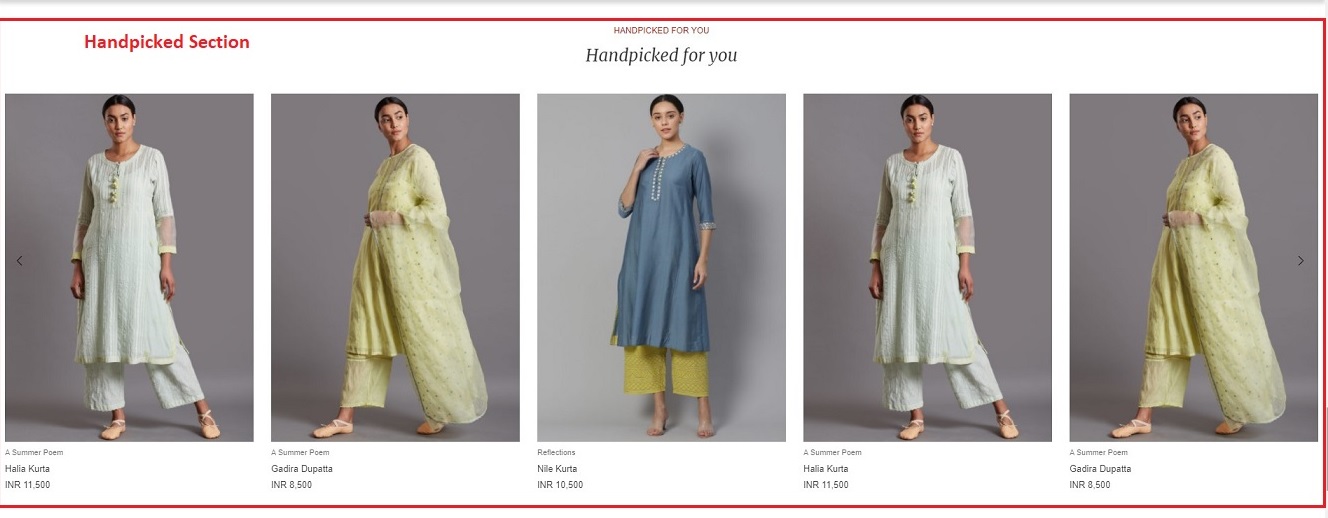 Handpicked Section
HANDPICKED FOR YOU
Handpicked for you
A Summer Poem
Halia Kurta
INR 11,500
A Summer Poem
Gadira Dupatta
INR 8,500
Reflections
Nile Kurta
INR 10,500
A Summer Poem
Halia Kurta
INR 11,500
A Summer Poem
Gadira Dupatta
INR 8,500